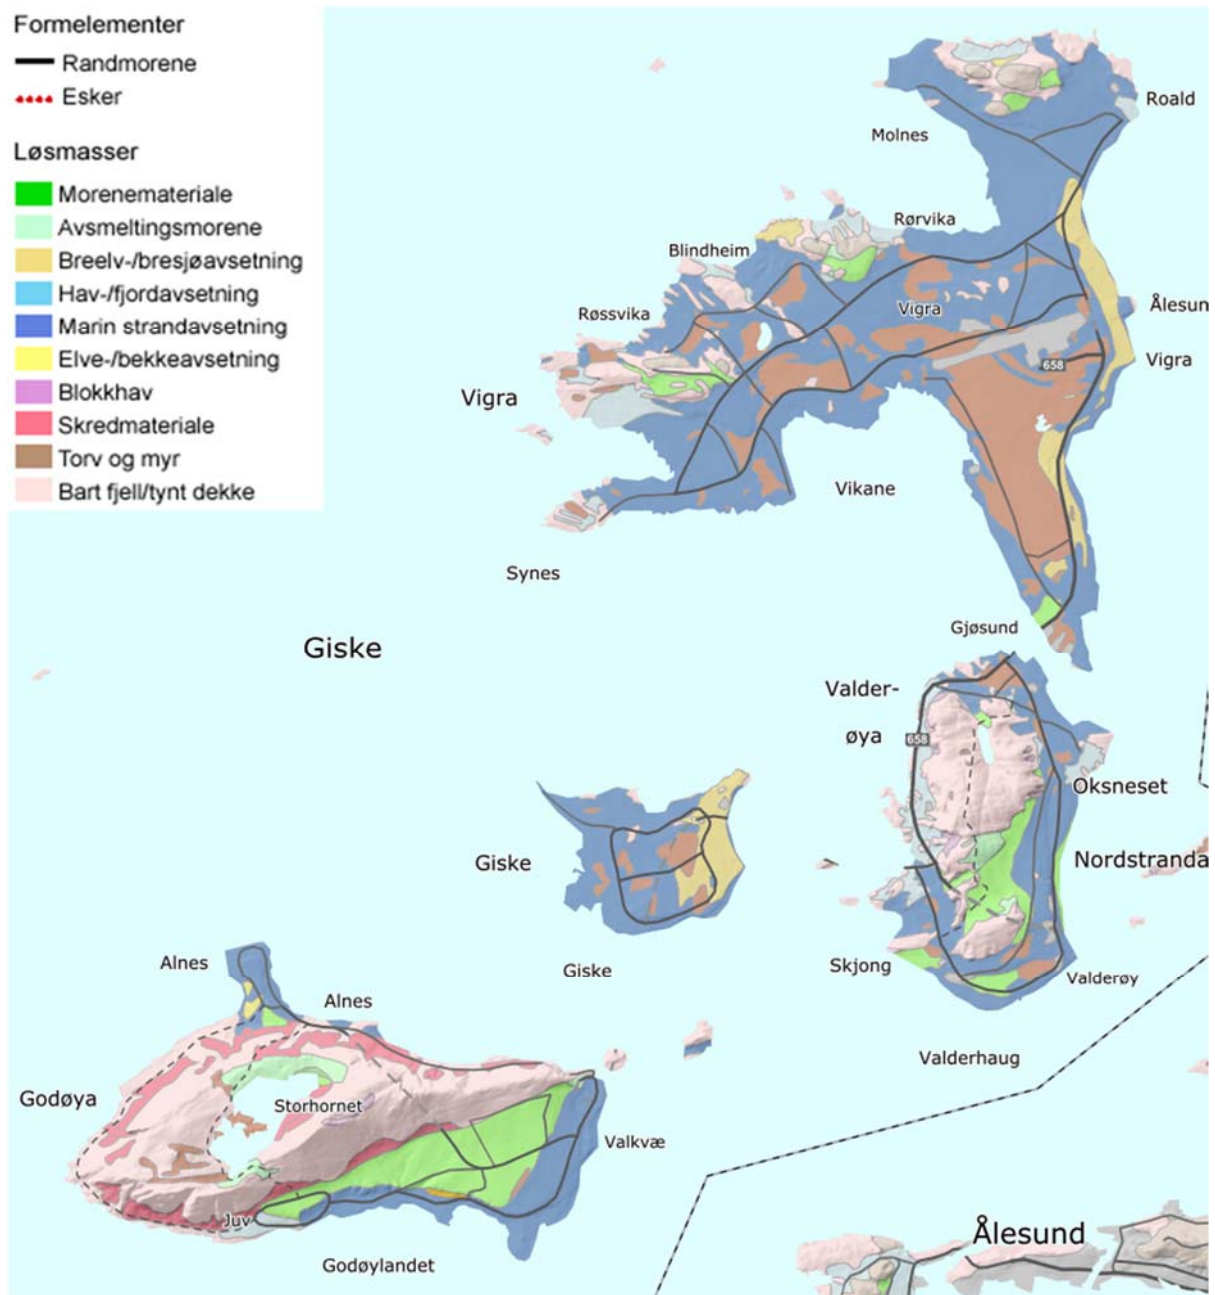 Formelementer
Randmorene
Esker
Løsmasser
Morenemateriale
Avsmeltingsmorene
Breelv-/bresjøavsetning
Hav-/fjordavsetning
Marin strandavsetning
Elve-/bekkeavsetning
Blokkhav
Skredmateriale
Torv og myr
Bart fjell/tynt dekke
Roald
Molnes
Rørvika
Blindheim
Røssvika
Vigra
Ålesun
Vigra
658
Vigra
Vikane
Synes
Gjøsund
Giske
Valder-
øya
658
Oksneset
Nordstranda
Giske
Giske
Skjong
Valderøy
Valderhaug
Alnes
Alnes
Godøya
Storhornet
Valkvæ
Juv
Godøylandet
Ålesund